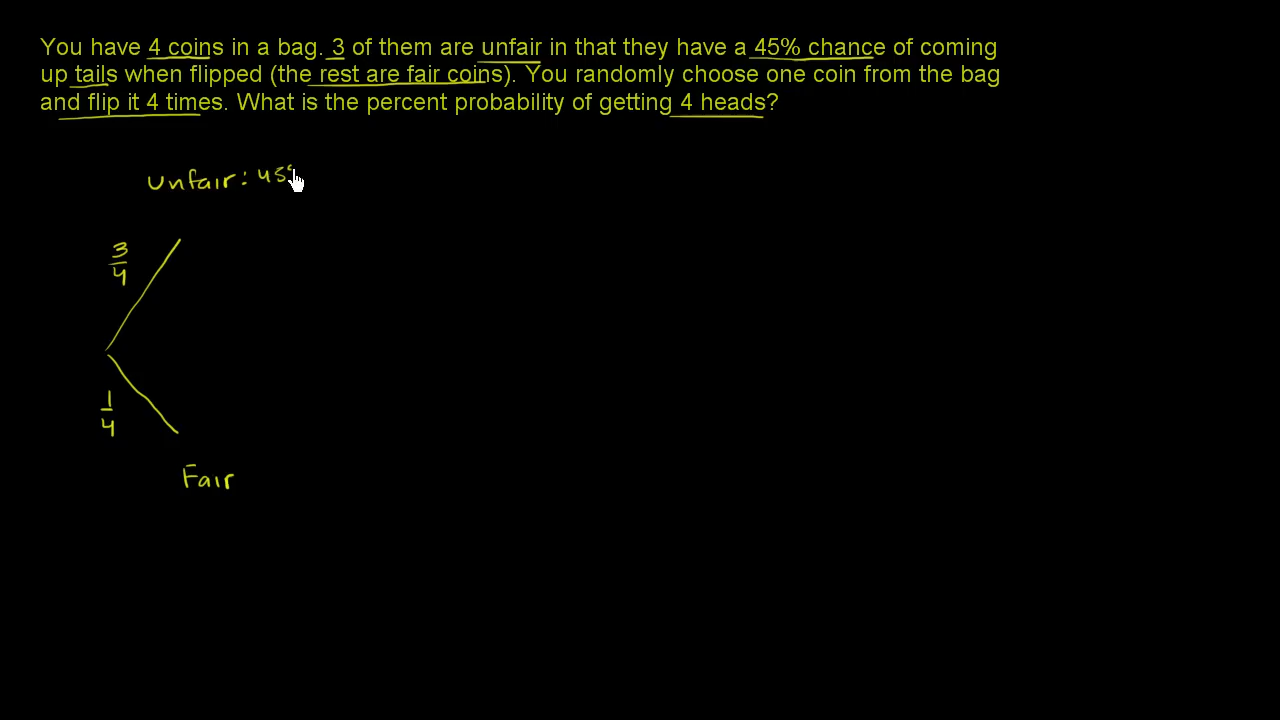 You have 4 coins in a bag. 3 of them are unfair in that they have a 45% chance of coming
up tails when flipped (the rest are fair coins). You randomly choose one coin from the bag
and flip it 4 times. What is the percent probability of getting 4 heads?
Unfair: 45%
3/4
1/4
Fair